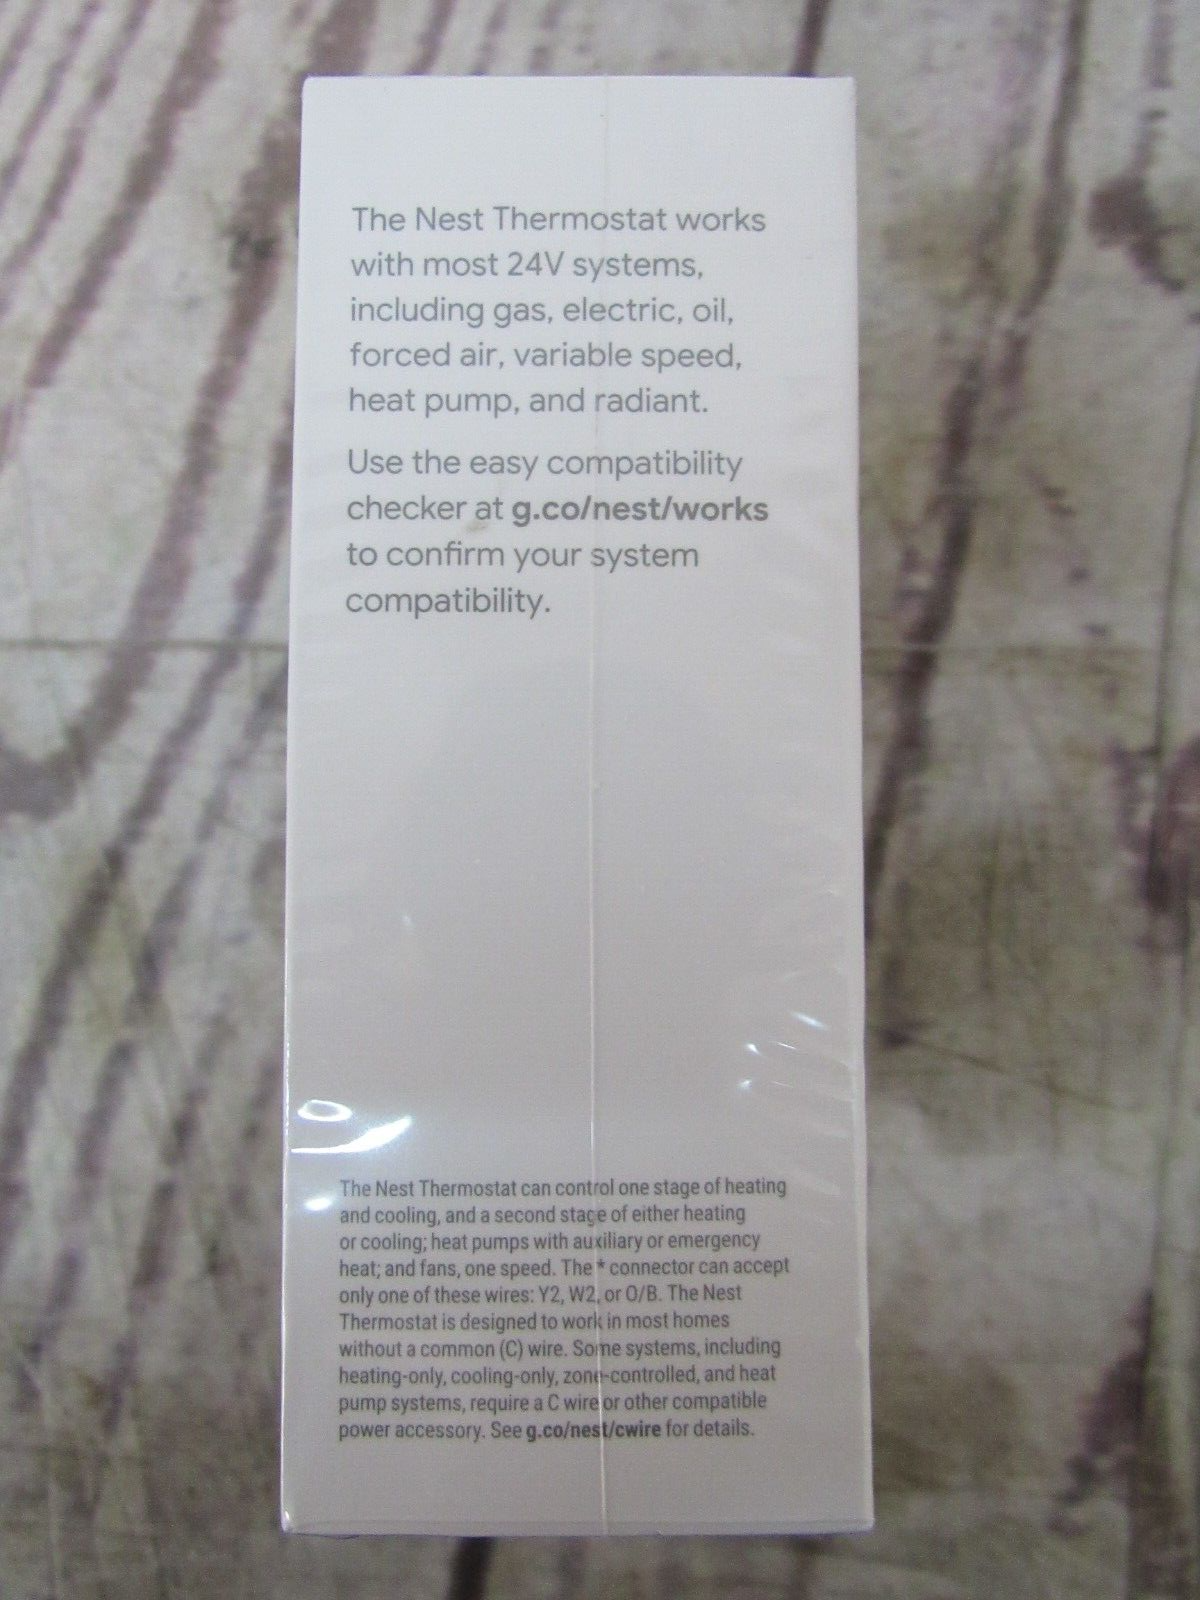 The Nest Thermostat works
with most 24V systems,
including gas, electric, oil,
forced air, variable speed,
heat pump, and radiant.
Use the easy compatibility
checker at g.co/nest/works
to confirm your system
compatibility.
The Nest Thermostat can control one stage of heating
and cooling, and a second stage of either heating
or cooling; heat pumps with auxiliary or emergency
heat; and fans, one speed. The * connector can accept
only one of these wires: Y2, W2, or O/B. The Nest
Thermostat is designed to work in most homes
without a common (C) wire. Some systems, including
heating-only, cooling-only, zone-controlled, and heat
pump systems, require a C wire or other compatible
power accessory. See g.co/nest/cwire for details.